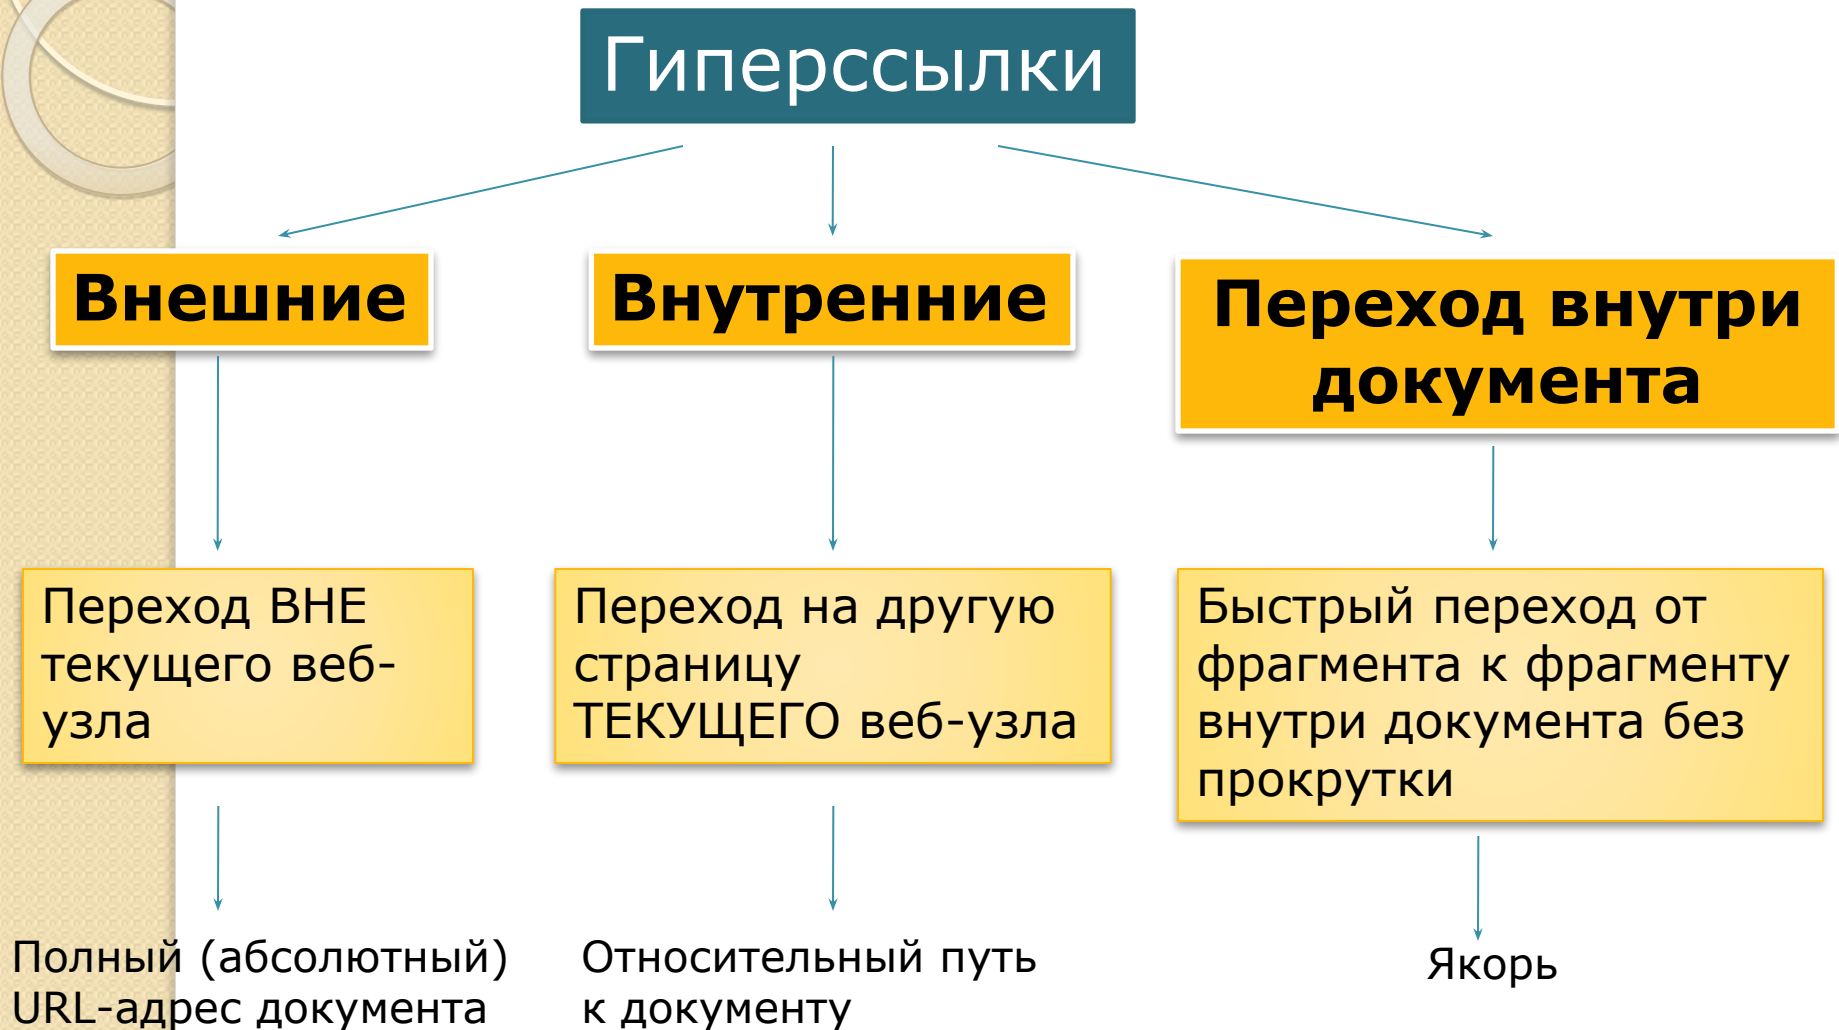 Гиперссылки
Внешние
Внутренние
Переход внутри
документа
Переход ВНЕ
текущего веб-
узла
Переход на другую
страницу
ТЕКУЩЕГО веб-узла
Быстрый переход от
фрагмента к фрагменту
внутри документа без
прокрутки
Полный (абсолютный)
URL-адрес документа
Относительный путь
к документу
Якорь